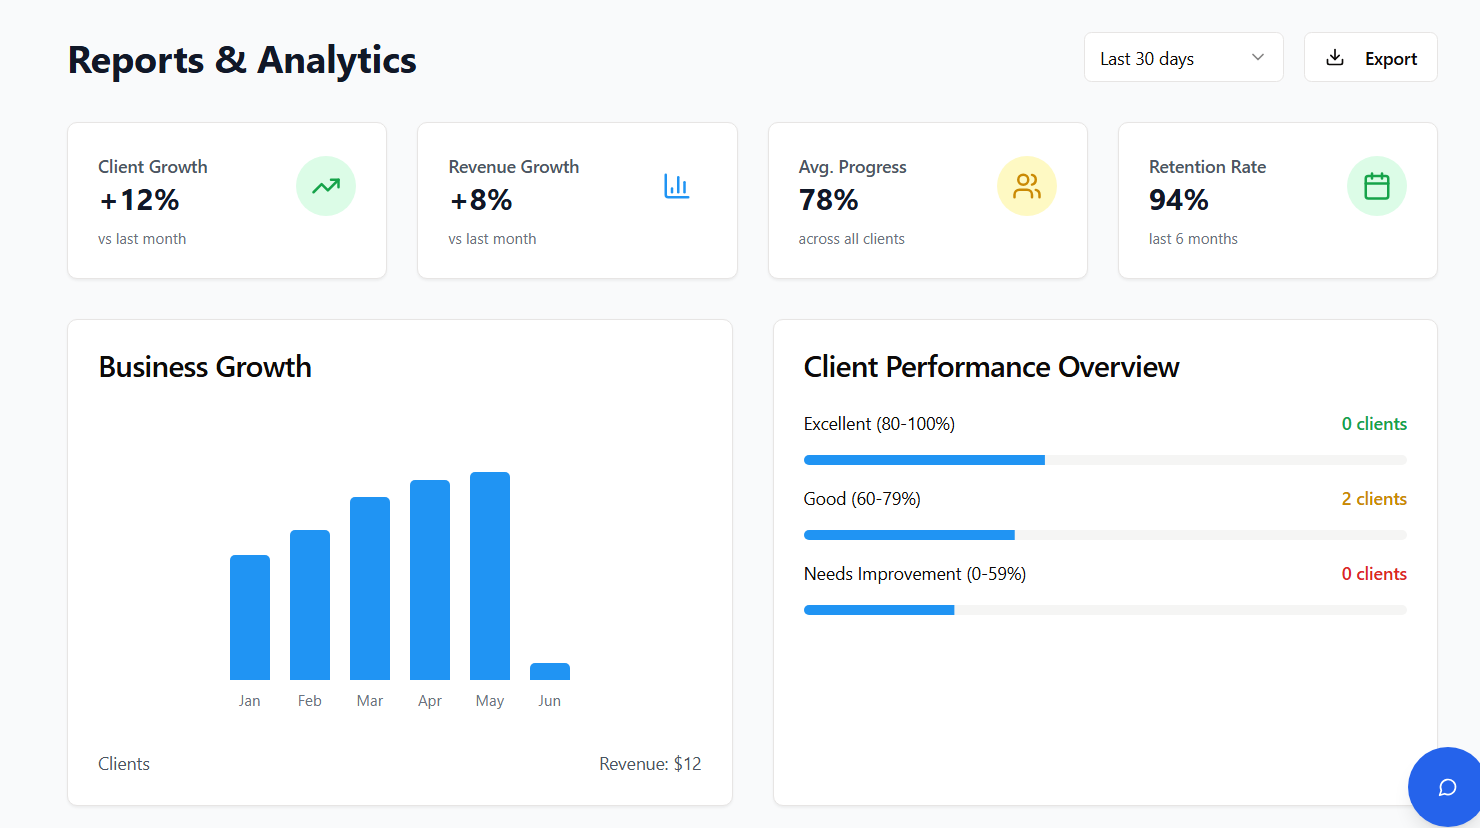 Reports & Analytics
Last 30 days
Export
Client Growth
+12%
vs last month
Revenue Growth
+8%
vs last month
Avg. Progress
78%
across all clients
Retention Rate
94%
last 6 months
Business Growth
Jan Feb Mar Apr May Jun
Clients
Revenue: $12
Client Performance Overview
Excellent (80-100%)
0 clients
Good (60-79%)
2 clients
Needs Improvement (0-59%)
0 clients